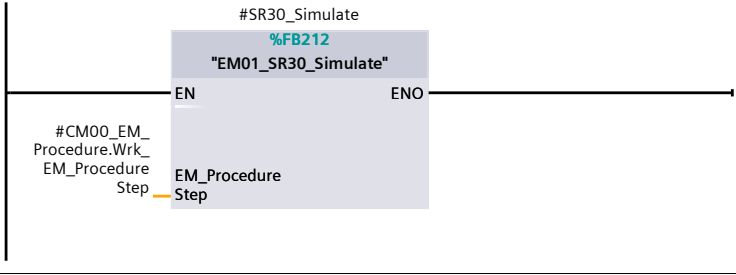 #SR30_Simulate
%FB212
"EM01_SR30_Simulate"
EN ENO
#CM00_EM_
Procedure.Wrk_
EM_Procedure
Step
EM_Procedure
Step